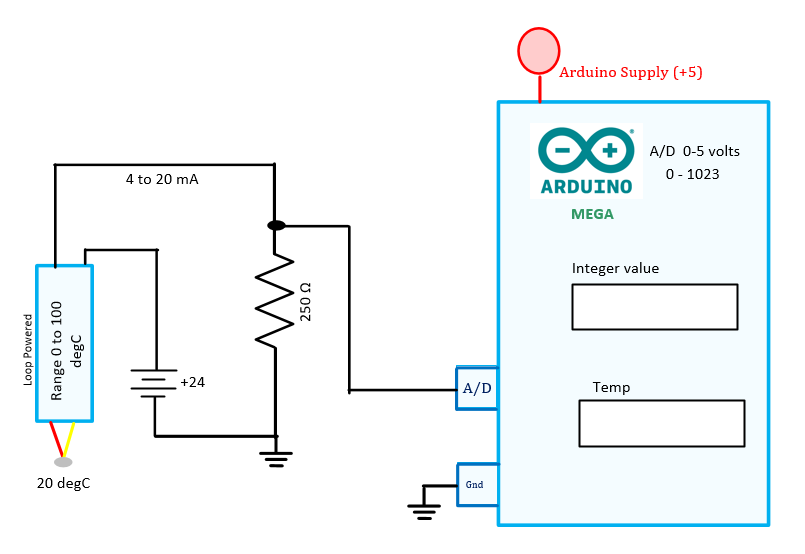 Arduino Supply (+5)
ARDUINO
MEGA
A/D 0-5 volts
0 - 1023
4 to 20 mA
Integer value
250 Ω
Loop Powered
Range 0 to 100
degC
+24
A/D
Temp
20 degC
Gnd